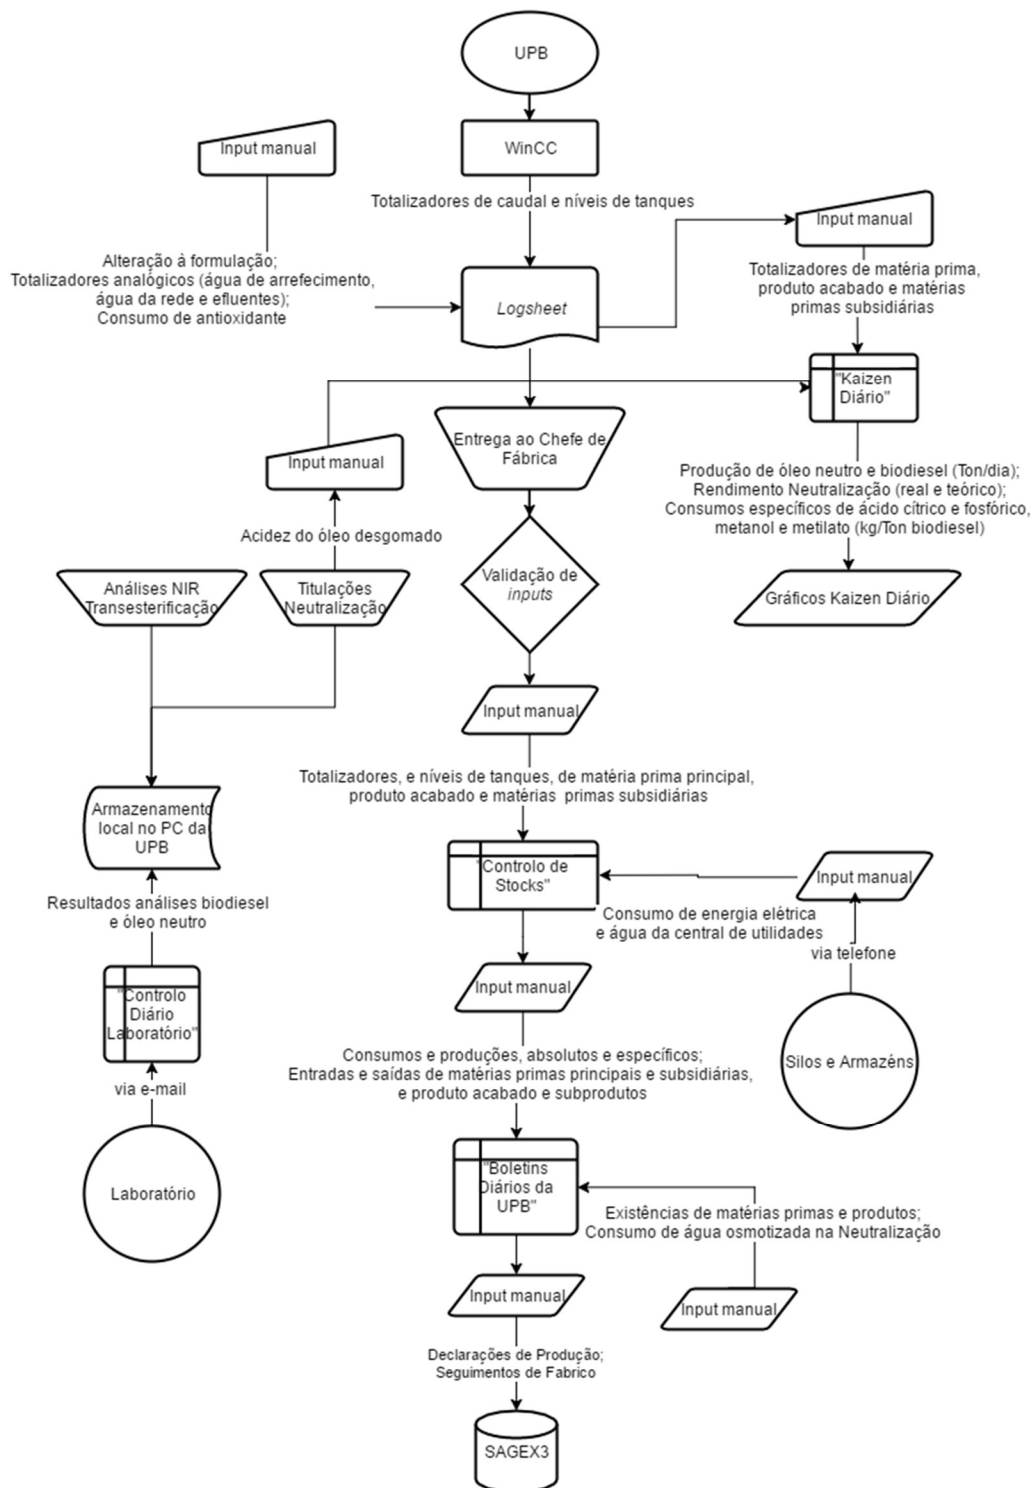 UPB
WinCC
Input manual
Totalizadores de caudal e níveis de tanques
Input manual
Alteração à formulação;
Totalizadores analógicos (água de arrefecimento,
água da rede e efluentes);
Consumo de antioxidante
Logsheet
Totalizadores de matéria prima,
produto acabado e matérias
primas subsidiárias
"Kaizen
Diário"
Entrega ao Chefe de
Fábrica
Input manual
Produção de óleo neutro e biodiesel (Ton/dia);
Rendimento Neutralização (real e teórico);
Consumos específicos de ácido cítrico e fosfórico,
metanol e metilato (kg/Ton biodiesel)
Acidez do óleo desgomado
Análises NIR
Transesterificação
Titulações
Neutralização
Validação de
inputs
Gráficos Kaizen Diário
Input manual
Totalizadores, e níveis de tanques, de matéria prima principal,
produto acabado e matérias primas subsidiárias
Armazenamento
local no PC da
UPB
"Controlo de
Stocks"
Input manual
Resultados análises biodiesel
e óleo neutro
Consumo de energia elétrica
e água da central de utilidades
via telefone
Input manual
"Controlo
Diário
Laboratório"
Consumos e produções, absolutos e específicos;
Entradas e saídas de matérias primas principais e subsidiárias,
e produto acabado e subprodutos
Silos e Armazéns
via e-mail
Laboratório
"Boletins
Diários da
UPB"
Existências de matérias primas e produtos;
Consumo de água osmotizada na Neutralização
Input manual
Input manual
Declarações de Produção;
Seguimentos de Fabrico
SAGEX3